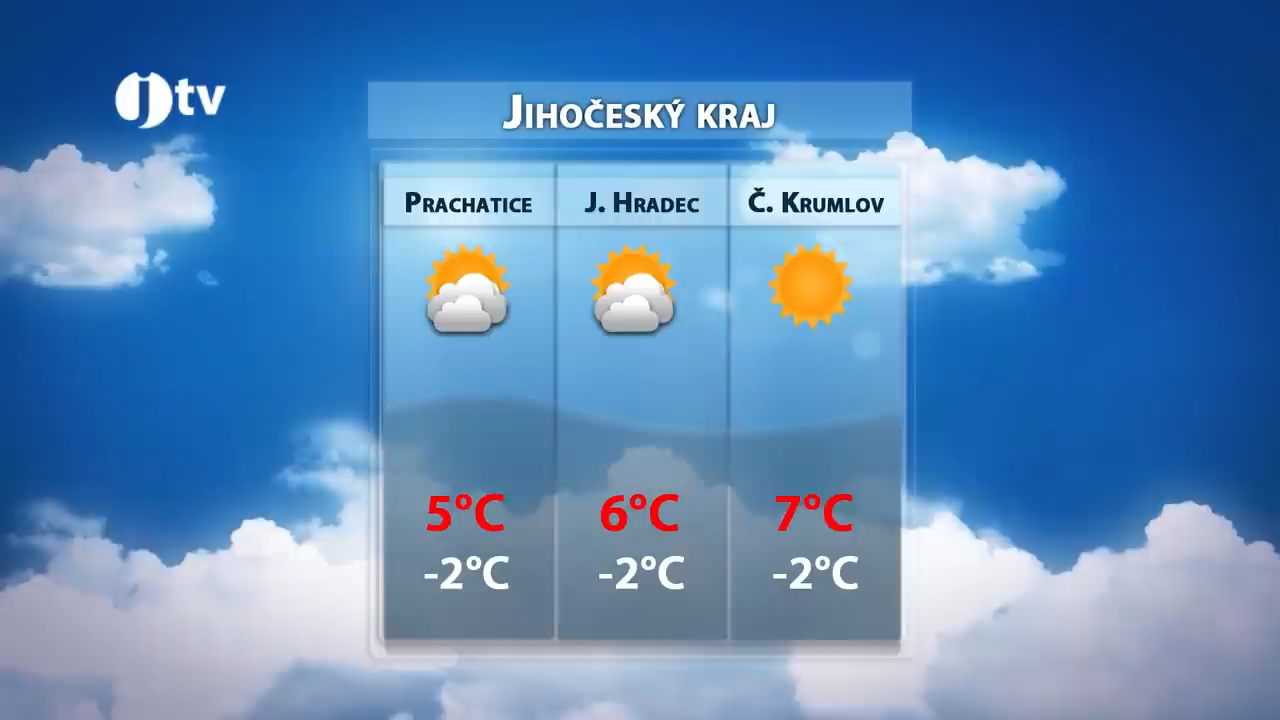 jtv
JIHOČESKÝ KRAJ
PRACHATICE
J. HRADEC
Č. KRUMLOV
5°C
6°C
7°C
-2°C
-2°C
-2°C